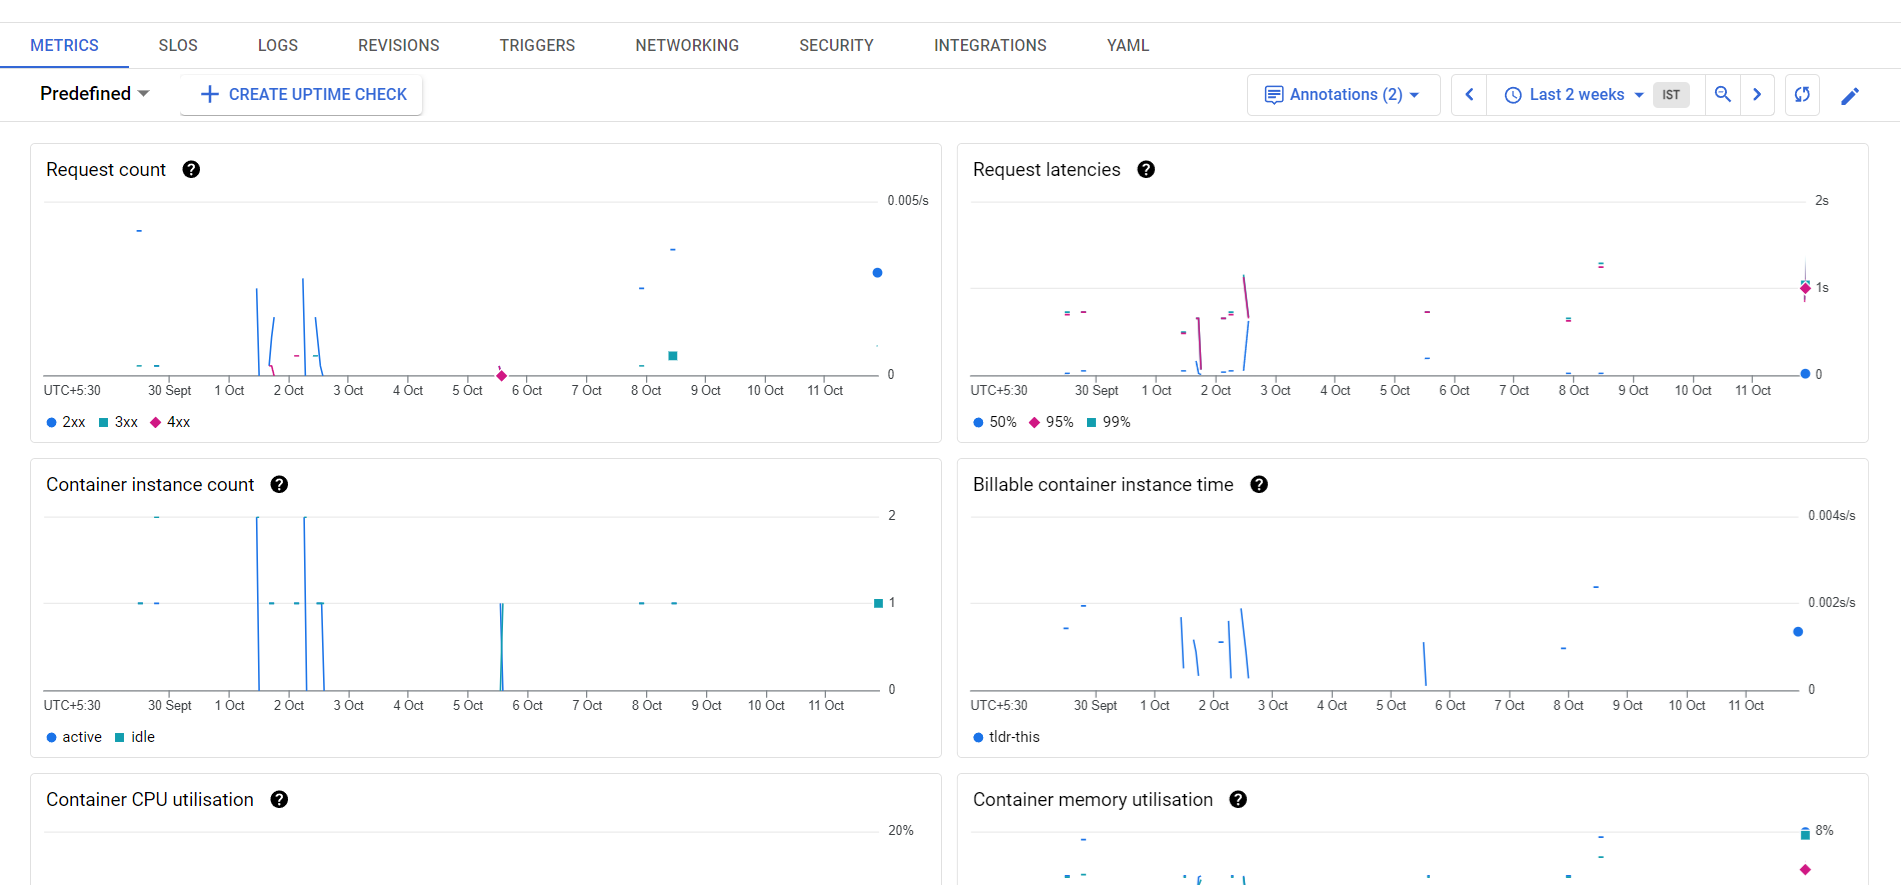 METRICS SLOS LOGS REVISIONS TRIGGERS NETWORKING SECURITY INTEGRATIONS YAML
Predefined CREATE UPTIME CHECK Annotations (2) Last 2 weeks IST
Request count
0.005/s
0
UTC+5:30 30 Sept 1 Oct 2 Oct 3 Oct 4 Oct 5 Oct 6 Oct 7 Oct 8 Oct 9 Oct 10 Oct 11 Oct
2xx 3xx 4xx
Request latencies
2s
1s
0
UTC+5:30 30 Sept 1 Oct 2 Oct 3 Oct 4 Oct 5 Oct 6 Oct 7 Oct 8 Oct 9 Oct 10 Oct 11 Oct
50% 95% 99%
Container instance count
2
1
0
UTC+5:30 30 Sept 1 Oct 2 Oct 3 Oct 4 Oct 5 Oct 6 Oct 7 Oct 8 Oct 9 Oct 10 Oct 11 Oct
active idle
Billable container instance time
0.004s/s
0.002s/s
0
UTC+5:30 30 Sept 1 Oct 2 Oct 3 Oct 4 Oct 5 Oct 6 Oct 7 Oct 8 Oct 9 Oct 10 Oct 11 Oct
tldr-this
Container CPU utilisation
20%
Container memory utilisation
8%